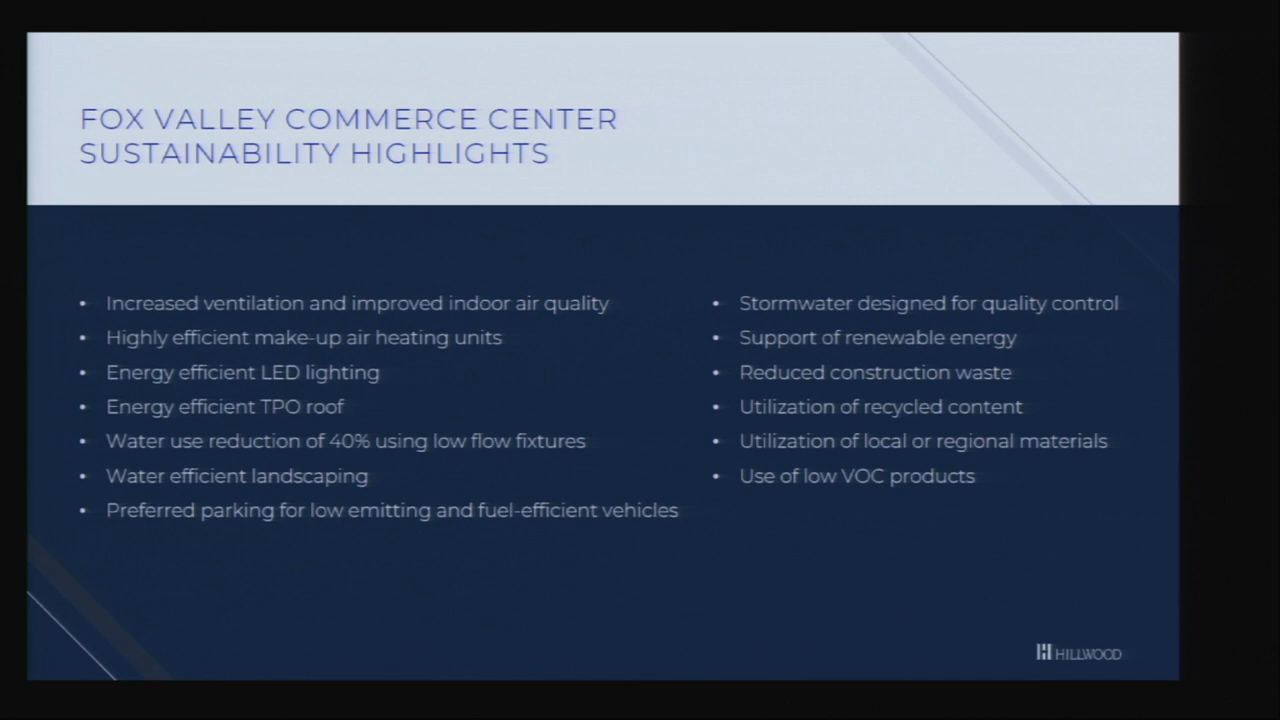 FOX VALLEY COMMERCE CENTER
SUSTAINABILITY HIGHLIGHTS
• Increased ventilation and improved indoor air quality
• Highly efficient make-up air heating units
• Energy efficient LED lighting
• Energy efficient TPO roof
• Water use reduction of 40% using low flow fixtures
• Water efficient landscaping
• Preferred parking for low emitting and fuel-efficient vehicles
• Stormwater designed for quality control
• Support of renewable energy
• Reduced construction waste
• Utilization of recycled content
• Utilization of local or regional materials
• Use of low VOC products
HILLWOOD